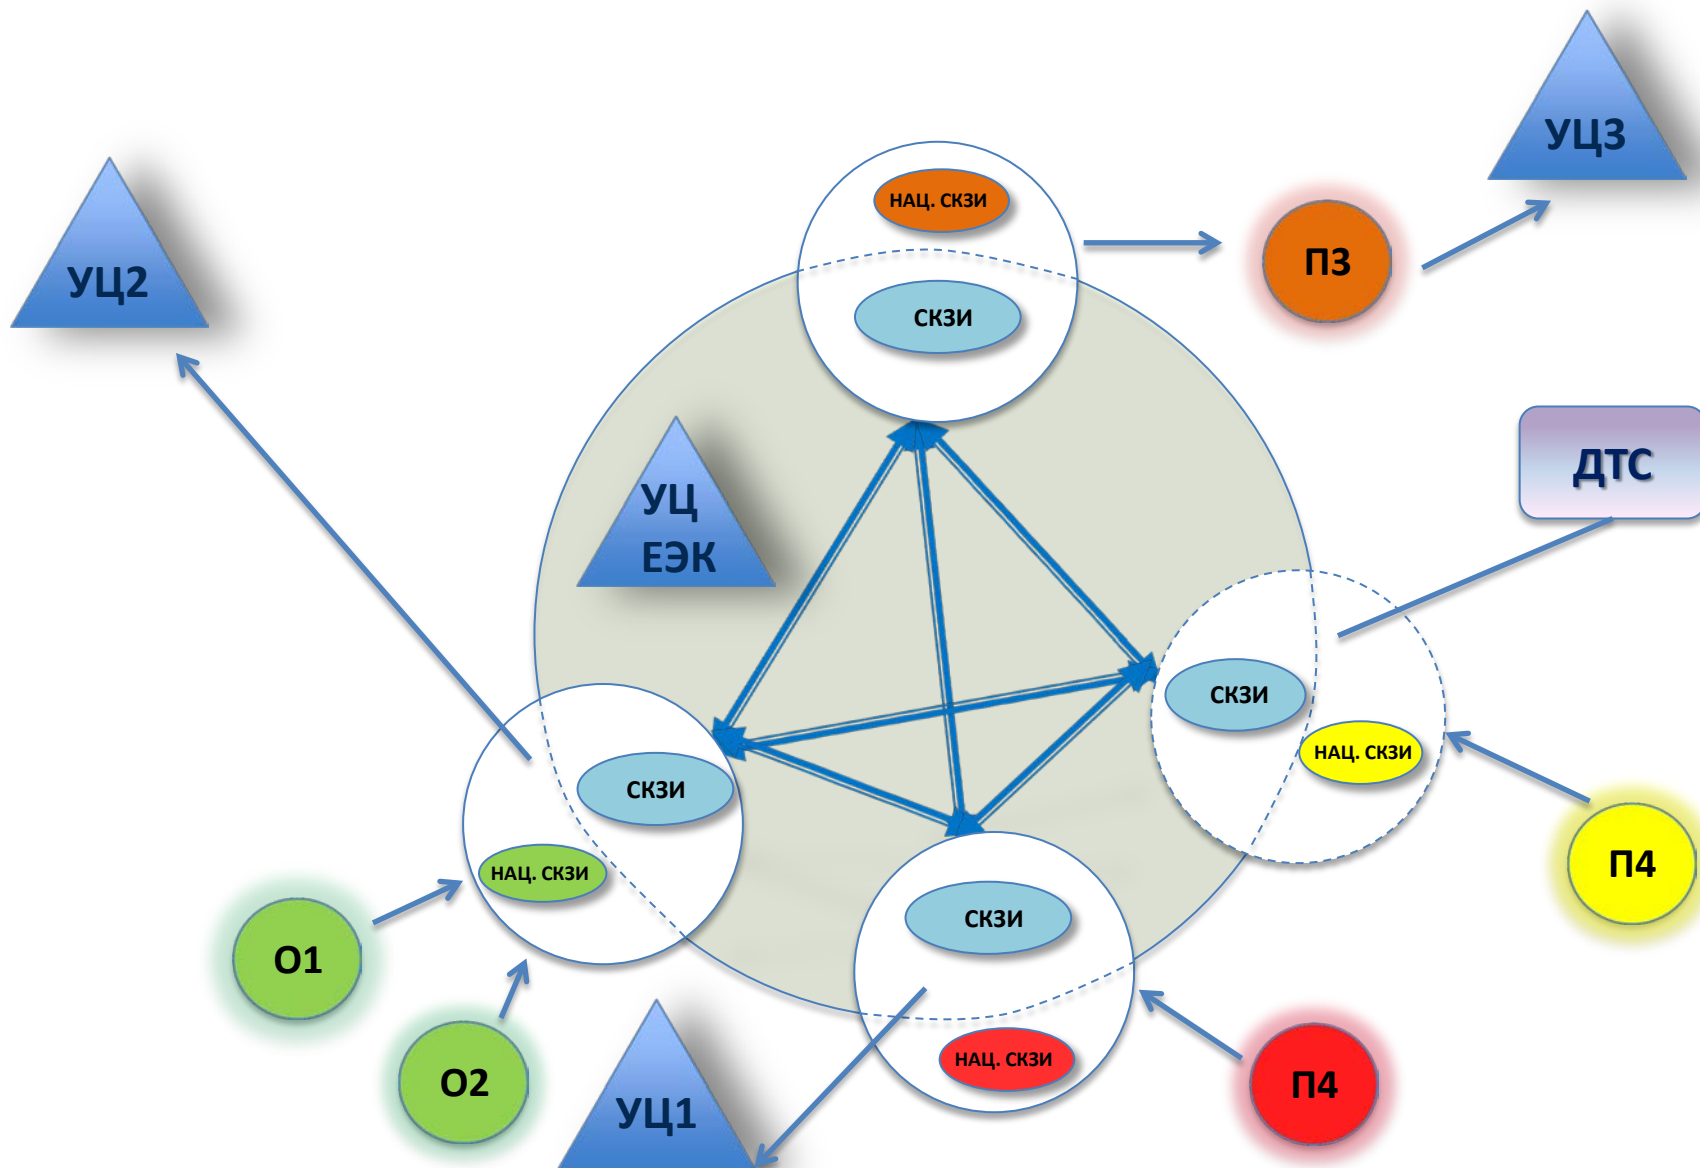 УЦ3
УЦ2
НАЦ. СКЗИ
П3
СКЗИ
ДТС
УЦ
ЕЭК
СКЗИ
НАЦ. СКЗИ
СКЗИ
П4
НАЦ. СКЗИ
СКЗИ
О1
НАЦ. СКЗИ
О2
П4
УЦ1